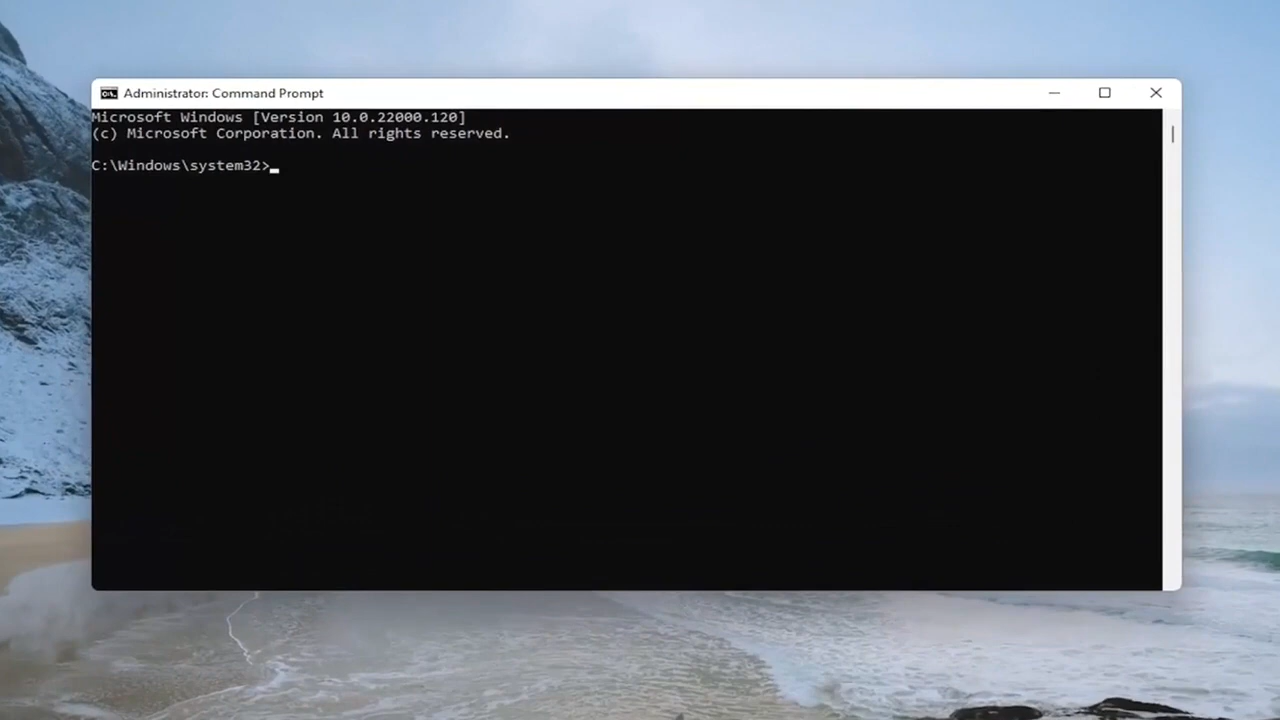 Administrator: Command Prompt
Microsoft Windows [Version 10.0.22000.120]
(c) Microsoft Corporation. All rights reserved.
C:\Windows\system32>